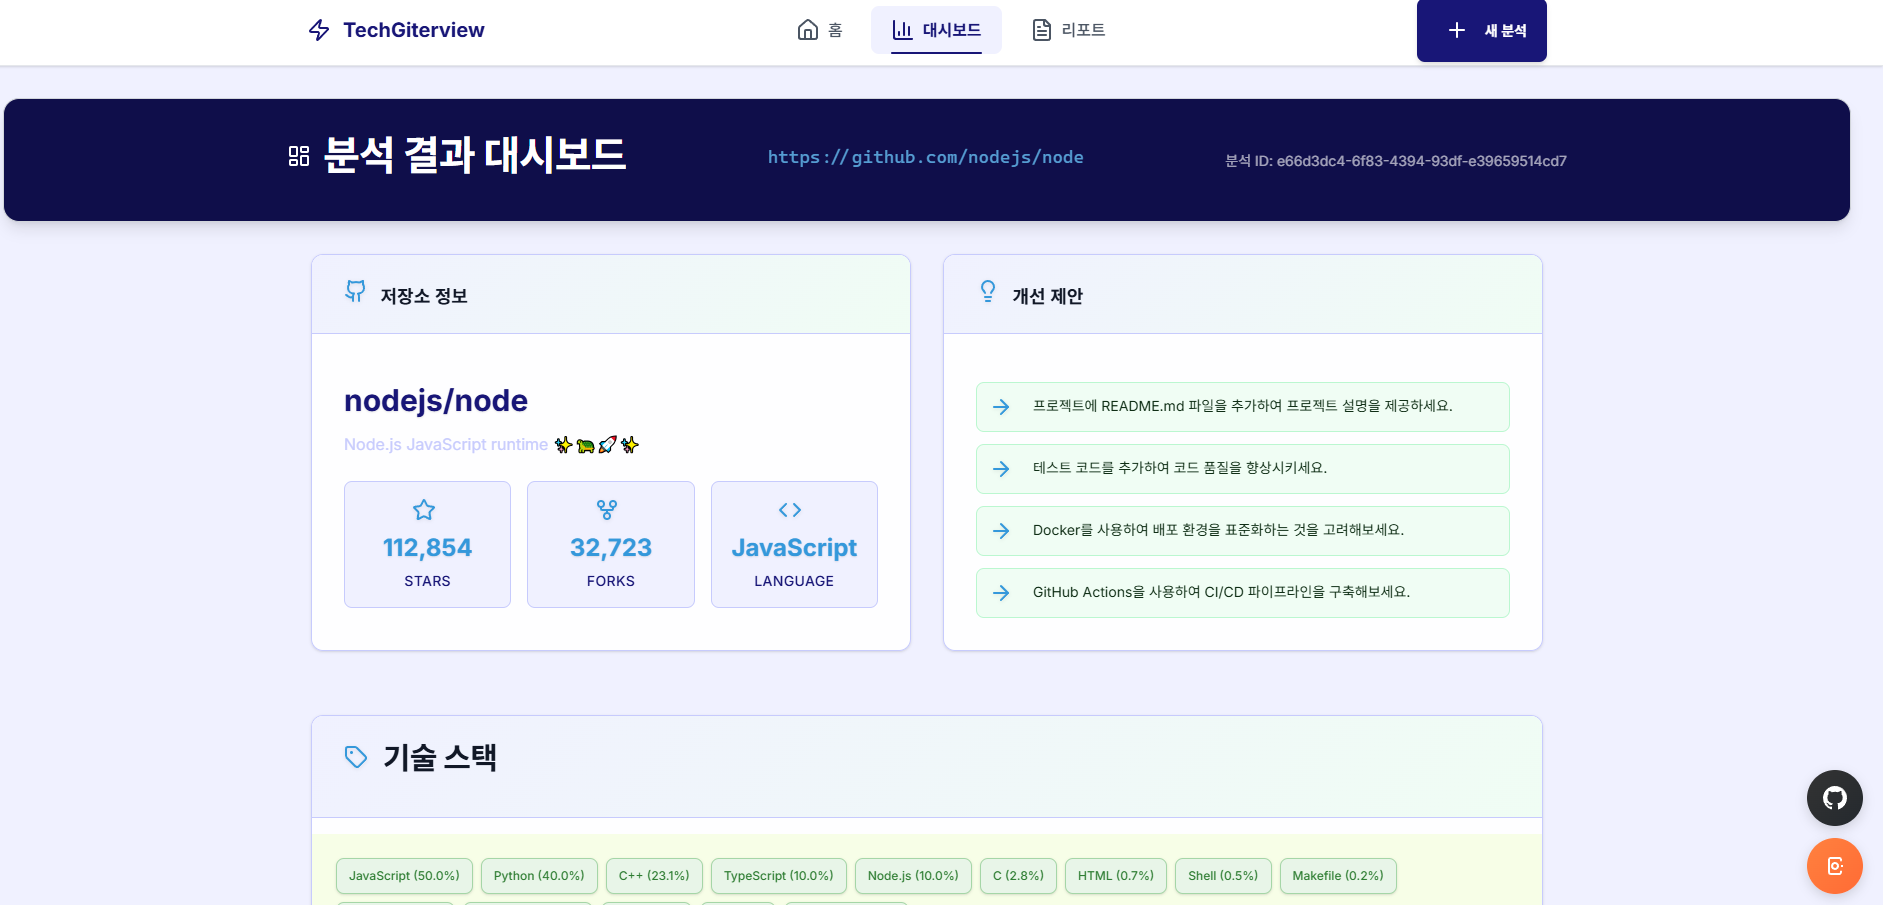 TechGiterview
홈
대시보드
리포트
새 분석
분석 결과 대시보드
https://github.com/nodejs/node
분석 ID: e66d3dc4-6f83-4394-93df-e39659514cd7
저장소 정보
nodejs/node
Node.js JavaScript runtime ✨🐢🚀✨
112,854
STARS
32,723
FORKS
JavaScript
LANGUAGE
개선 제안
프로젝트에 README.md 파일을 추가하여 프로젝트 설명을 제공하세요.
테스트 코드를 추가하여 코드 품질을 향상시키세요.
Docker를 사용하여 배포 환경을 표준화하는 것을 고려해보세요.
GitHub Actions을 사용하여 CI/CD 파이프라인을 구축해보세요.
기술 스택
JavaScript (50.0%)
Python (40.0%)
C++ (23.1%)
TypeScript (10.0%)
Node.js (10.0%)
C (2.8%)
HTML (0.7%)
Shell (0.5%)
Makefile (0.2%)